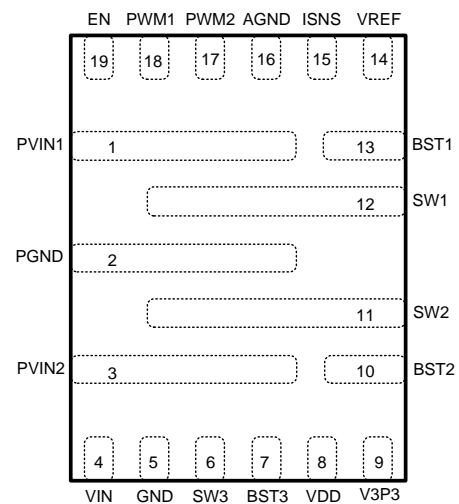 EN PWM1 PWM2 AGND ISNS VREF
19 18 17 16 15 14
PVIN1 1 13 BST1
12 SW1
PGND 2
11 SW2
PVIN2 3 10 BST2
4 5 6 7 8 9
VIN GND SW3 BST3 VDD V3P3